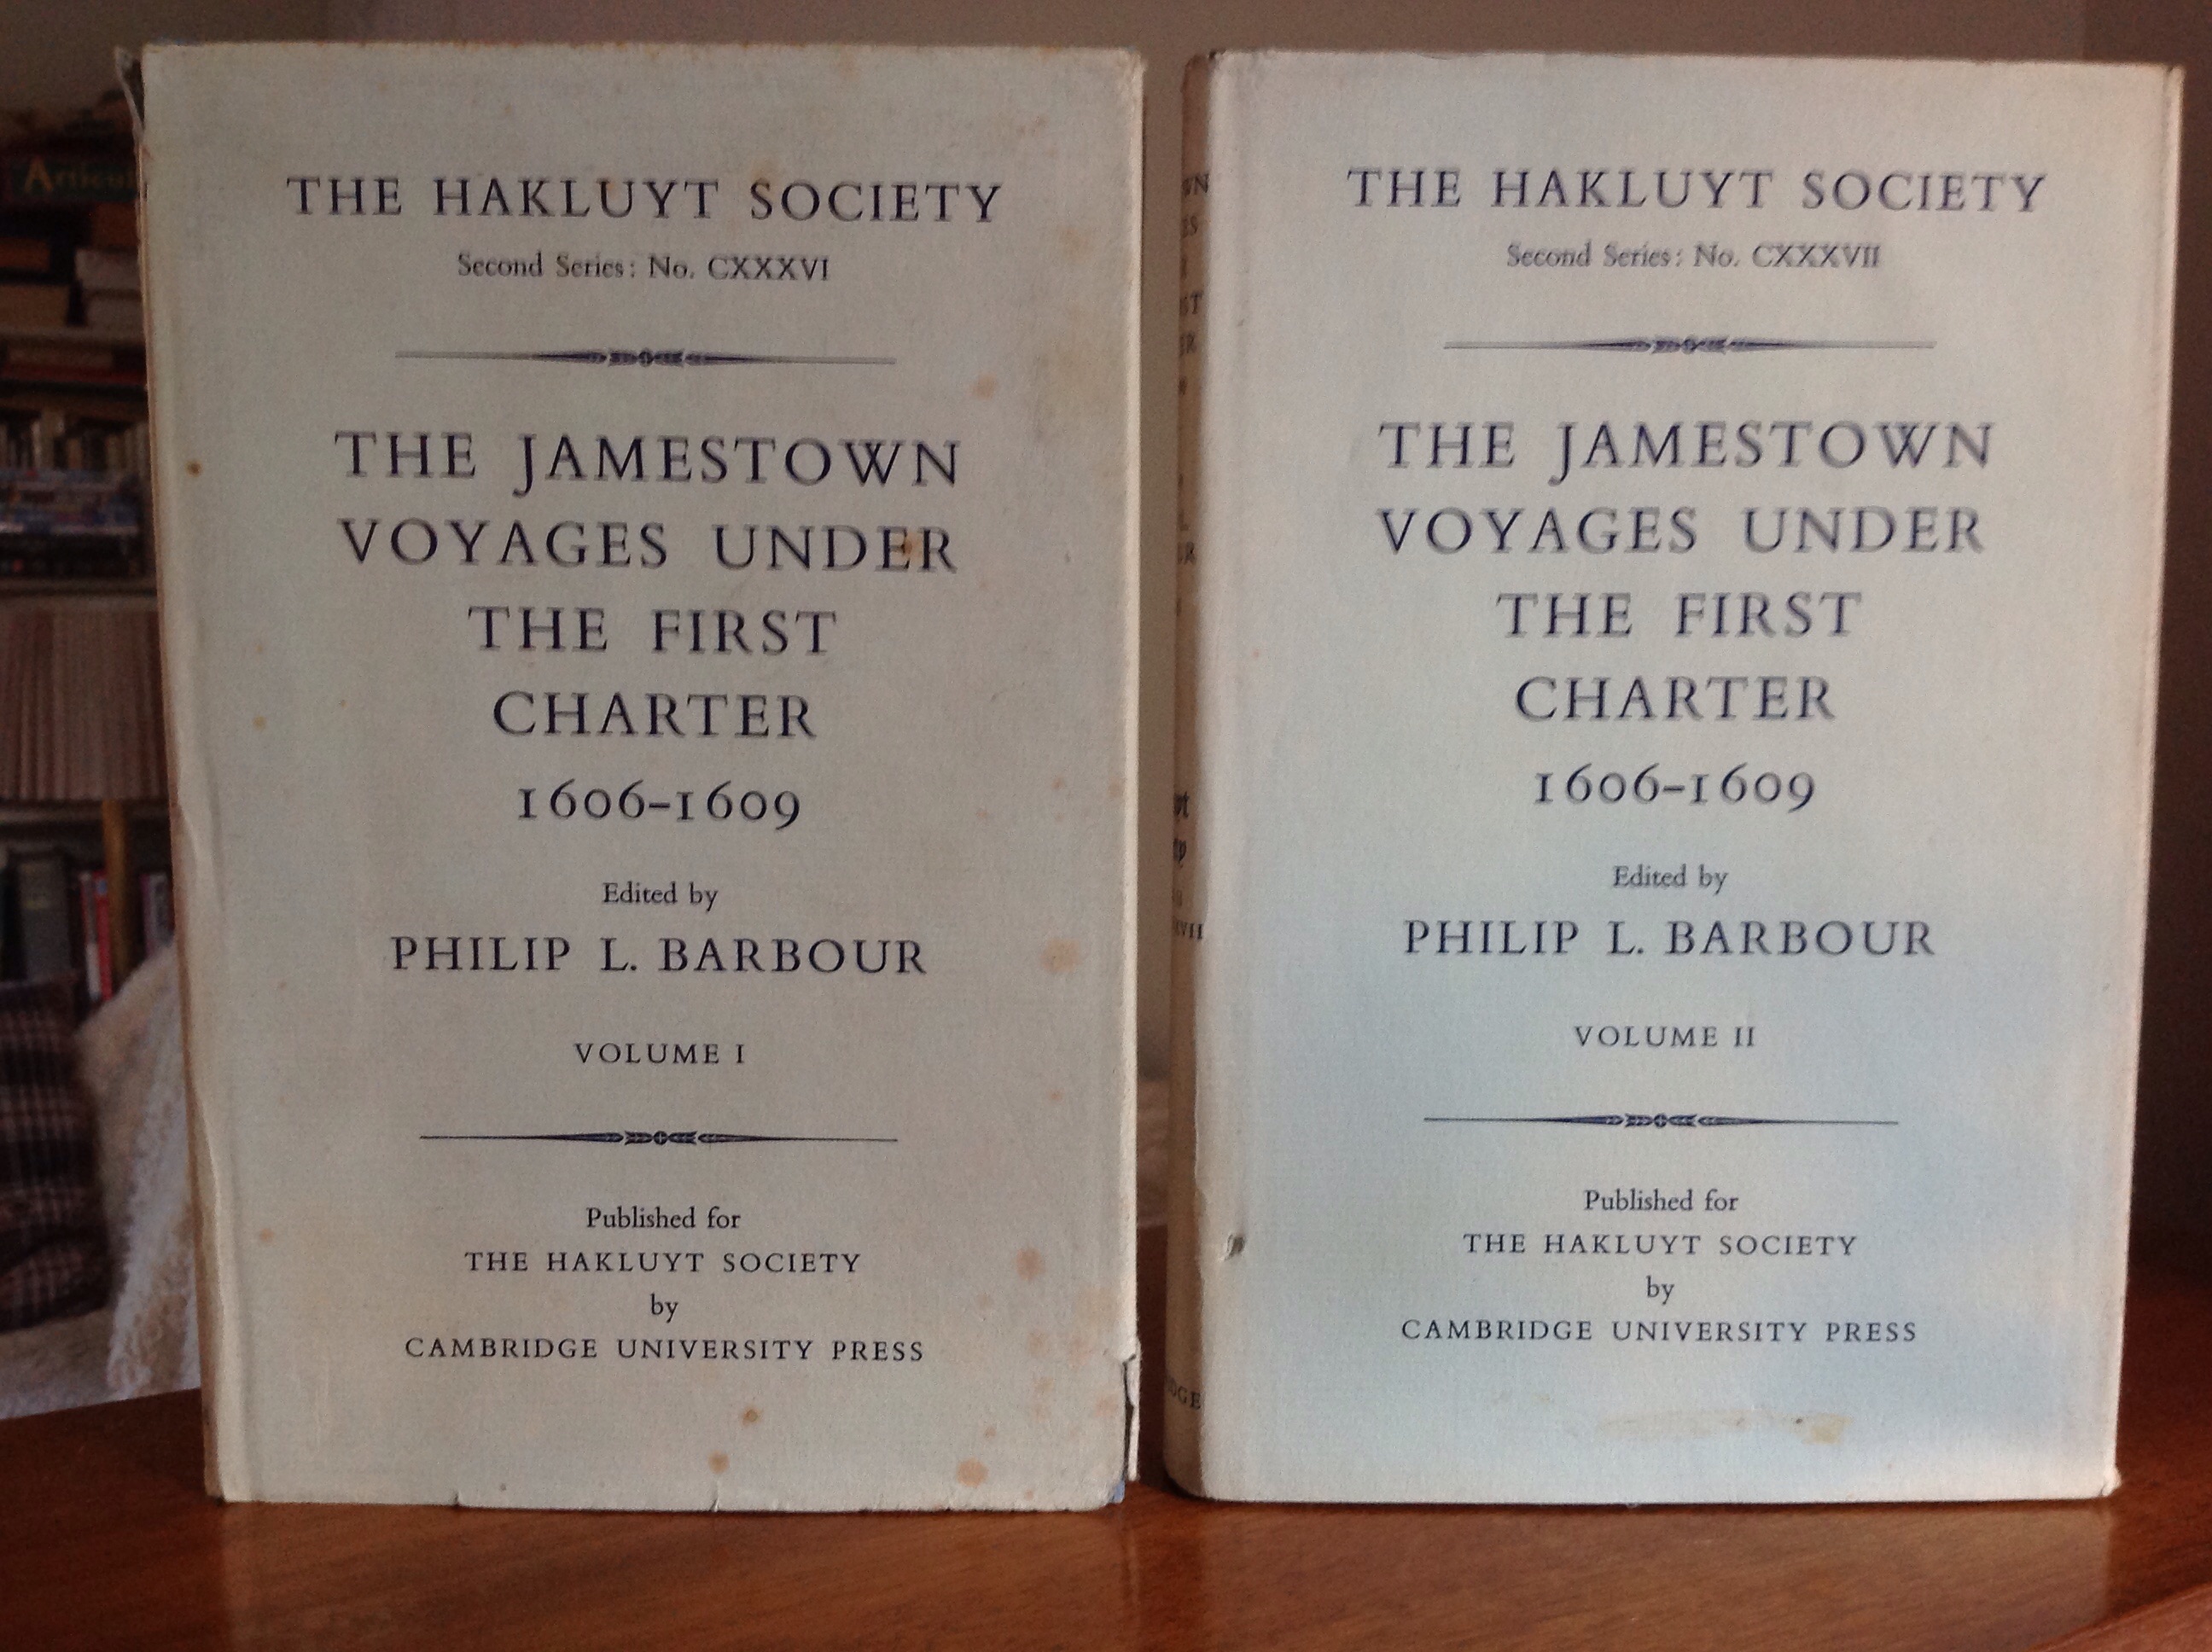 THE HAKLUYT SOCIETY
Second Series: No. CXXXVI
THE JAMESTOWN
VOYAGES UNDER
THE FIRST
CHARTER
1606–1609
Edited by
PHILIP L. BARBOUR
VOLUME I
Published for
THE HAKLUYT SOCIETY
by
CAMBRIDGE UNIVERSITY PRESS
THE HAKLUYT SOCIETY
Second Series: No. CXXXVII
THE JAMESTOWN
VOYAGES UNDER
THE FIRST
CHARTER
1606–1609
Edited by
PHILIP L. BARBOUR
VOLUME II
Published for
THE HAKLUYT SOCIETY
by
CAMBRIDGE UNIVERSITY PRESS